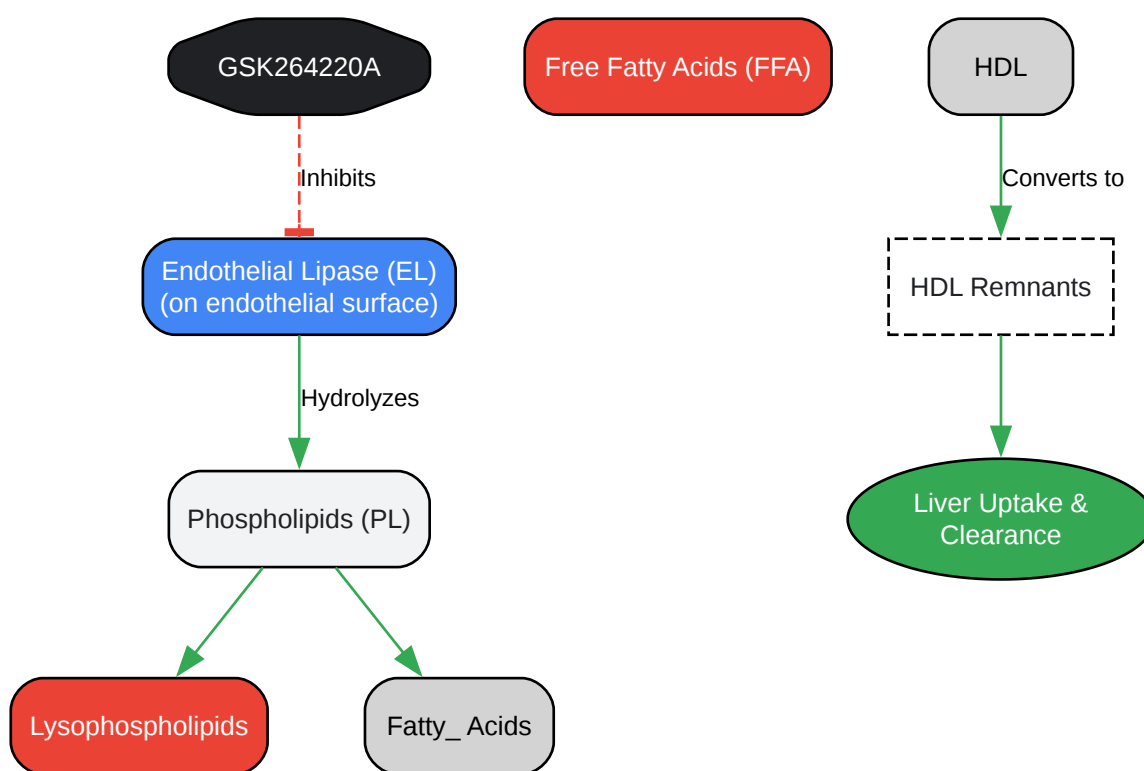 GSK264220A
Free Fatty Acids (FFA)
HDL
Inhibits
Converts to
Endothelial Lipase (EL)
(on endothelial surface)
HDL Remnants
Hydrolyzes
Phospholipids (PL)
Liver Uptake &
Clearance
Lysophospholipids
Fatty_ Acids